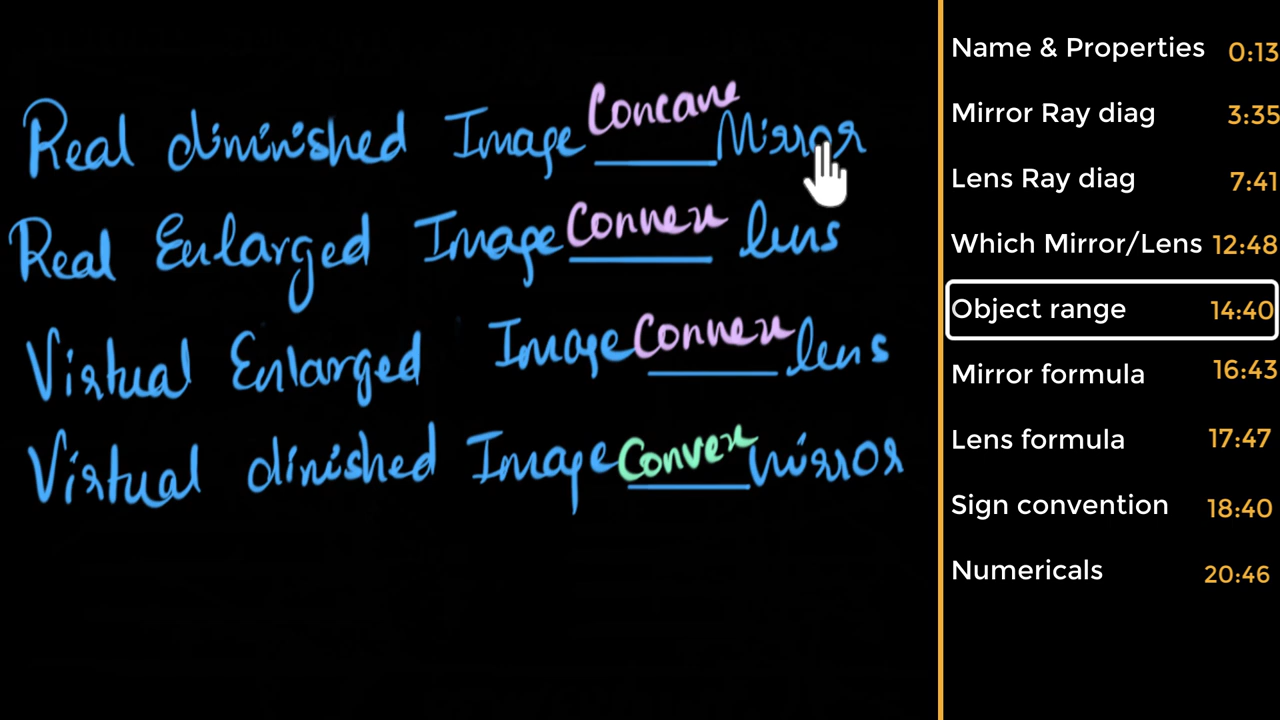 Real diminished Image Concave Mirror
Real Enlarged Image Convex lens
Virtual Enlarged Image Convex lens
Virtual dinished Image Convex mirror
Name & Properties 0:13
Mirror Ray diag 3:35
Lens Ray diag 7:41
Which Mirror/Lens 12:48
Object range 14:40
Mirror formula 16:43
Lens formula 17:47
Sign convention 18:40
Numericals 20:46